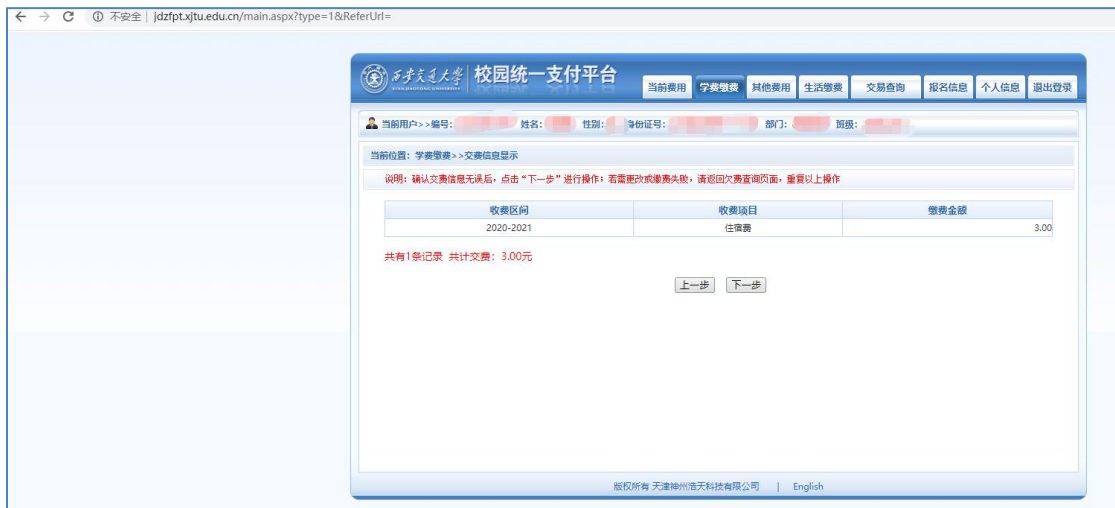 不安全 | jdzfpt.xjtu.edu.cn/main.aspx?type=1&ReferUrl=
西安交通大学 校园统一支付平台
XI'AN JIAOTONG UNIVERSITY
当前费用 学费缴费 其他费用 生活缴费 交易查询 报名信息 个人信息 退出登录
当前用户>>编号: 姓名: 性别: 身份证号: 部门: 班级:
当前位置: 学费缴费>>交费信息显示
说明: 确认交费信息无误后, 点击“下一步”进行操作; 若需更改或缴费失败, 请返回欠费查询页面, 重复以上操作
收费区间 收费项目 缴费金额
2020-2021 住宿费 3.00
共有1条记录 共计交费: 3.00元
上一步 下一步
版权所有 天津神州浩天科技有限公司 | English